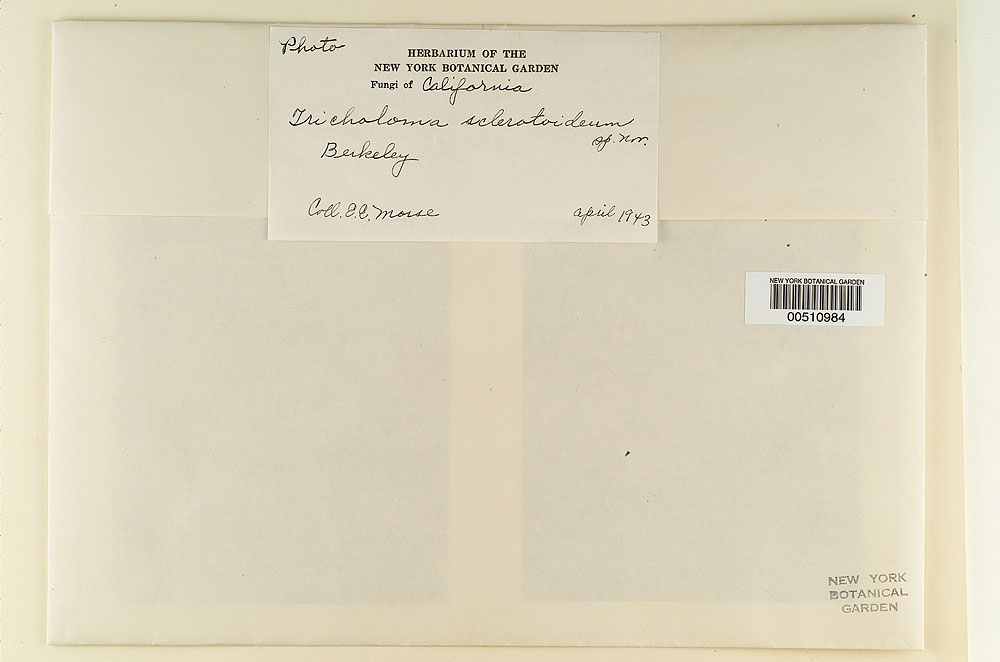 Photo
HERBARIUM OF THE
NEW YORK BOTANICAL GARDEN
Fungi of California
Tricholoma sclerotoideum
sp. nov.
Berkeley
Coll. E.E. Morse
April 1943
NEW YORK BOTANICAL GARDEN
00510984
NEW YORK
BOTANICAL
GARDEN